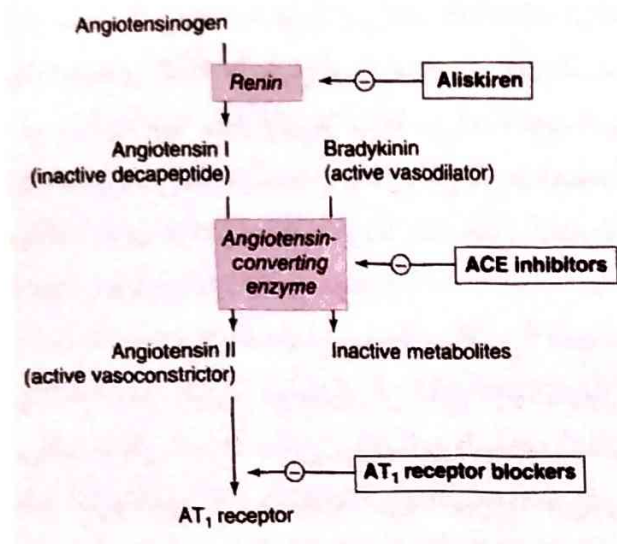 Angiotensinogen
Renin
Aliskiren
Angiotensin I
(inactive decapeptide)
Bradykinin
(active vasodilator)
Angiotensin-
converting
enzyme
ACE inhibitors
Angiotensin II
(active vasoconstrictor)
Inactive metabolites
AT₁ receptor blockers
AT₁ receptor